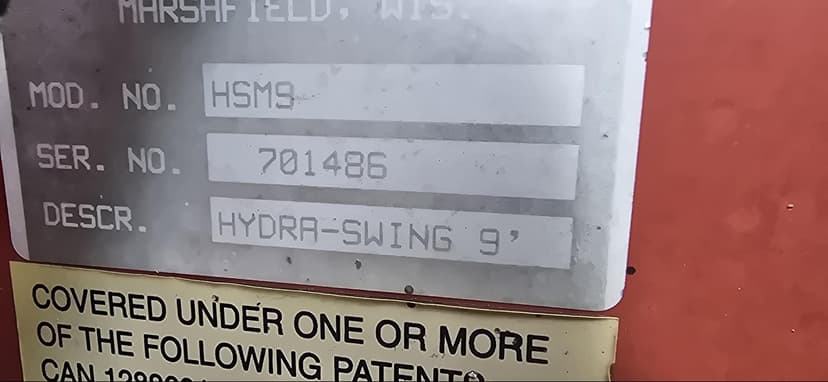 MARSHFIELD, WIS.
MOD. NO. HSM9
SER. NO. 701486
DESCR. HYDRA-SWING 9'
COVERED UNDER ONE OR MORE
OF THE FOLLOWING PATENTS
CAN